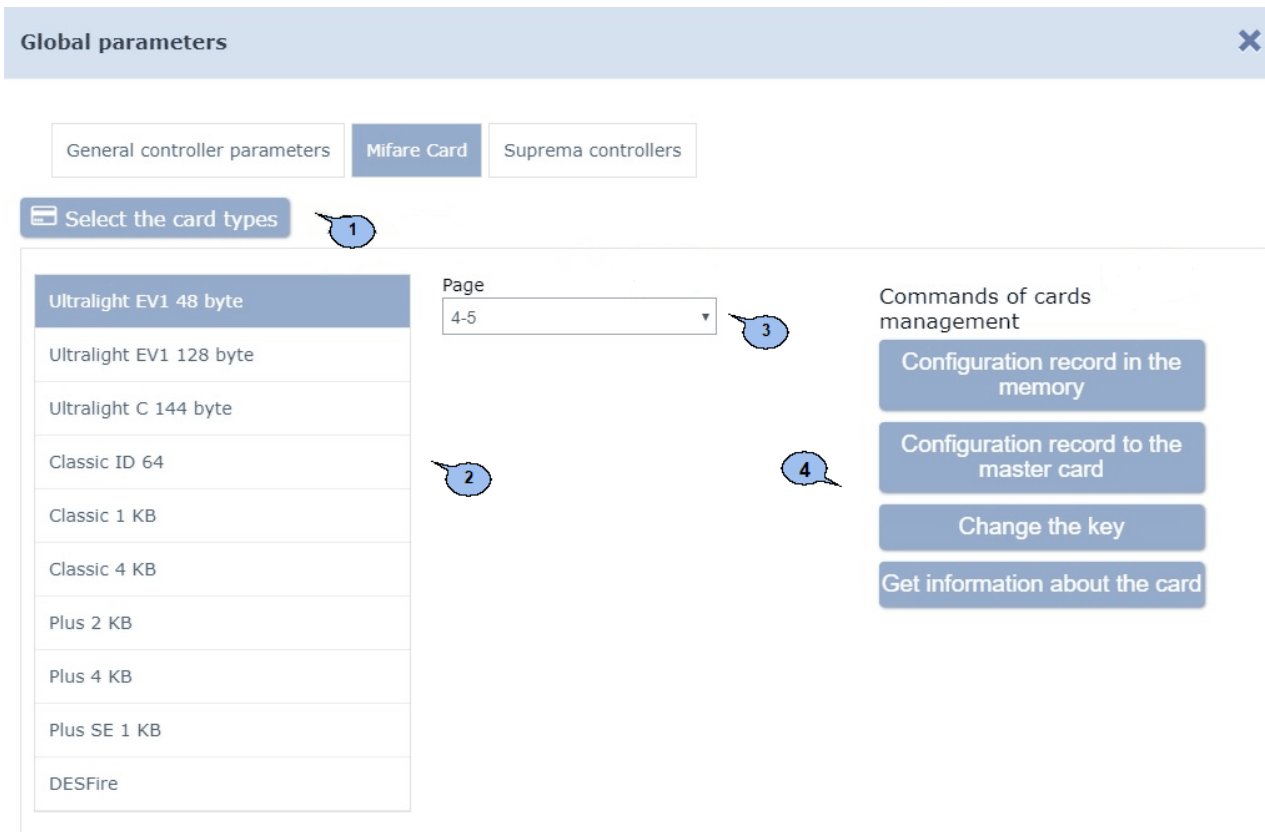 Global parameters
General controller parameters
Mifare Card
Suprema controllers
Select the card types
1
Ultralight EV1 48 byte
Ultralight EV1 128 byte
Ultralight C 144 byte
Classic ID 64
Classic 1 KB
Classic 4 KB
Plus 2 KB
Plus 4 KB
Plus SE 1 KB
DESFire
2
Page
4-5
3
Commands of cards
management
Configuration record in the
memory
Configuration record to the
master card
Change the key
Get information about the card
4